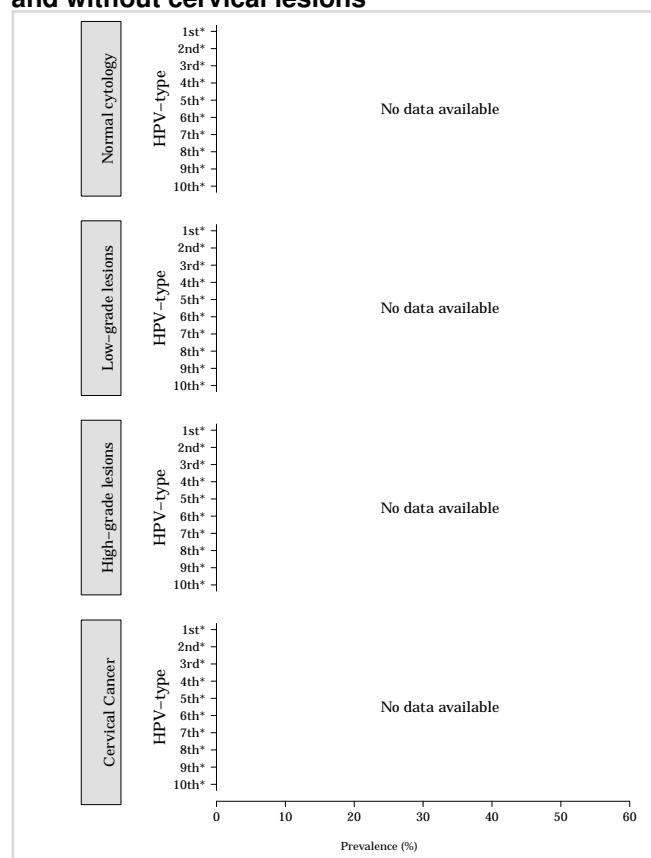 and without cervical lesions
Normal cytology
HPV−type
1st*
2nd*
3rd*
4th*
5th*
6th*
7th*
8th*
9th*
10th*
No data available
Low−grade lesions
HPV−type
1st*
2nd*
3rd*
4th*
5th*
6th*
7th*
8th*
9th*
10th*
No data available
High−grade lesions
HPV−type
1st*
2nd*
3rd*
4th*
5th*
6th*
7th*
8th*
9th*
10th*
No data available
Cervical Cancer
HPV−type
1st*
2nd*
3rd*
4th*
5th*
6th*
7th*
8th*
9th*
10th*
No data available
0 10 20 30 40 50 60
Prevalence (%)